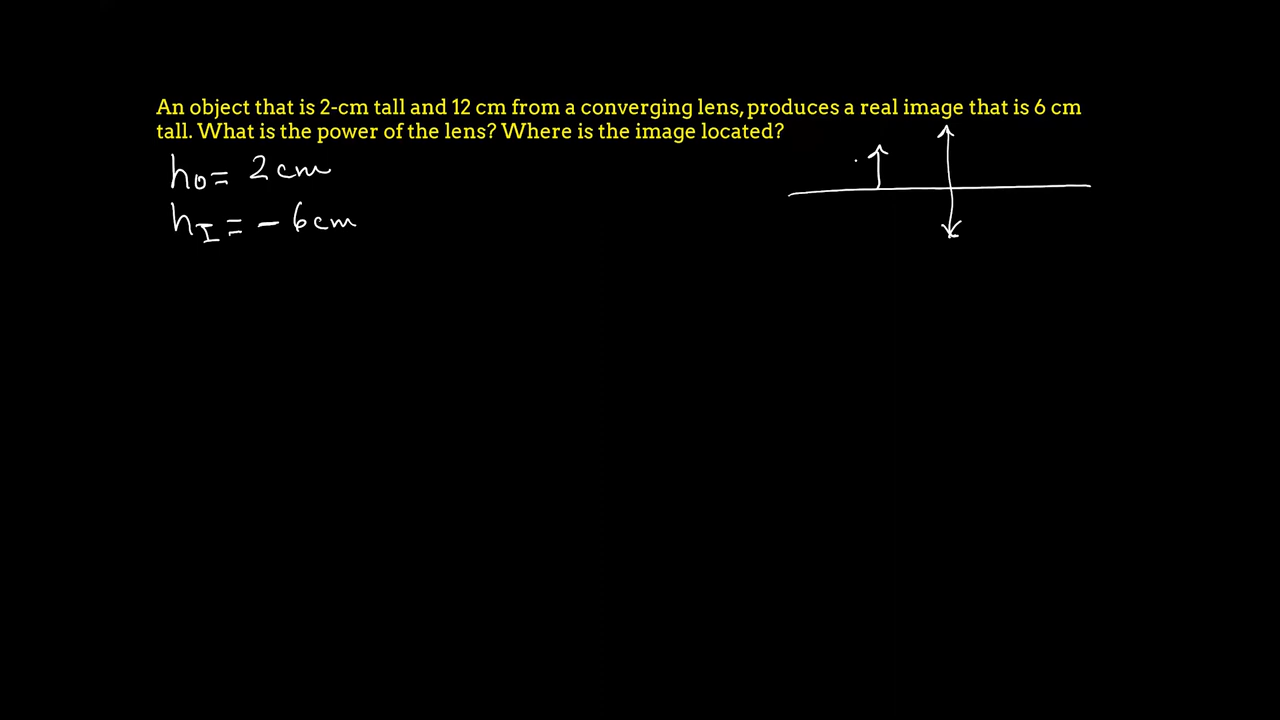 An object that is 2-cm tall and 12 cm from a converging lens, produces a real image that is 6 cm
tall. What is the power of the lens? Where is the image located?
hO = 2 cm
hI = - 6 cm